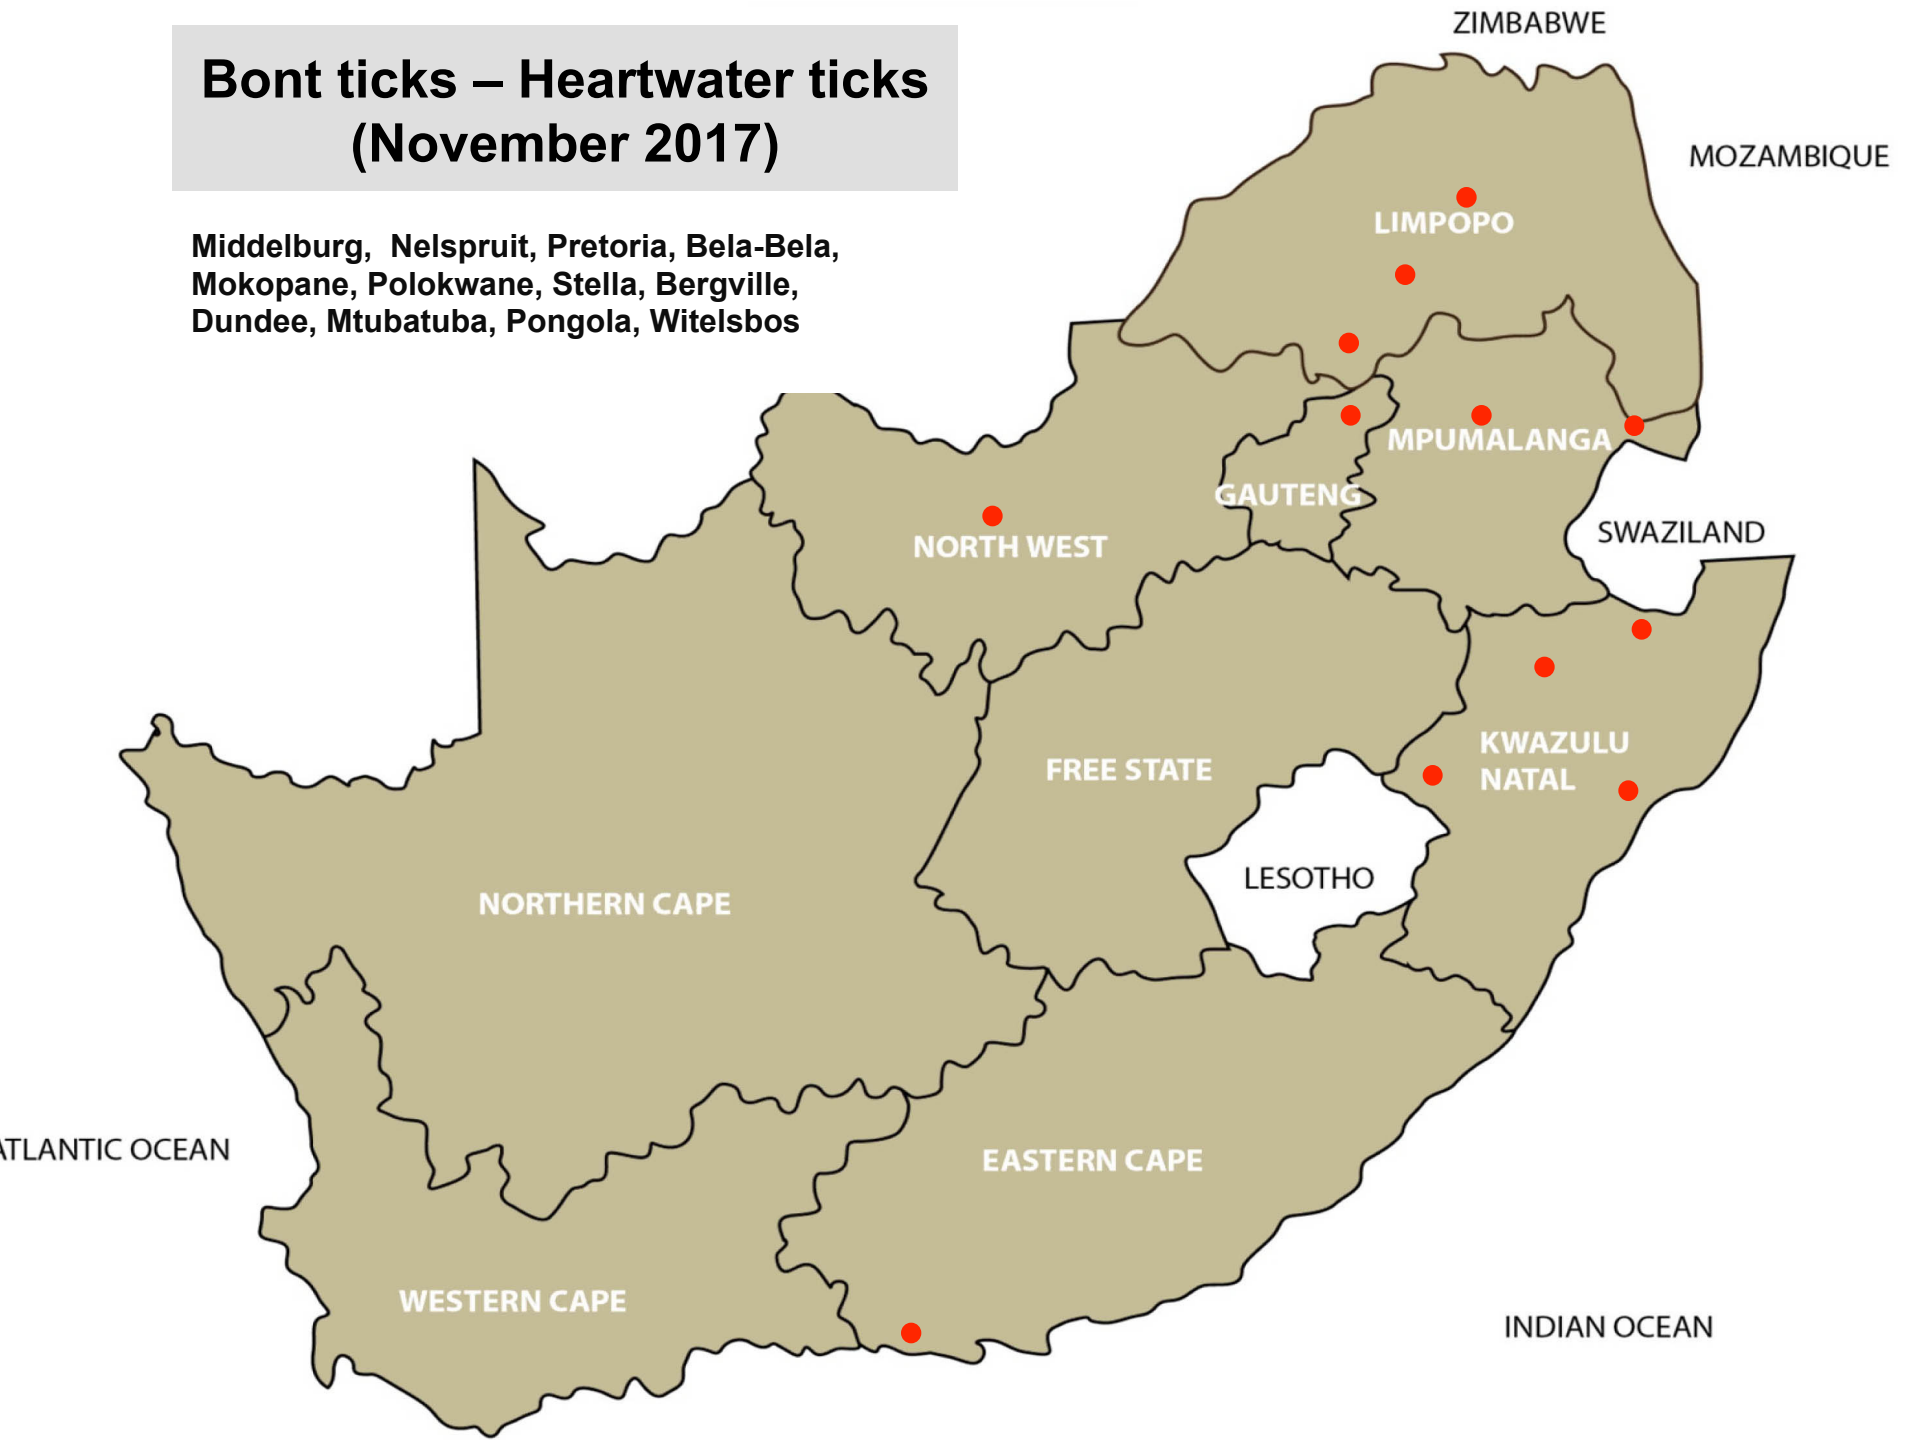 Bont ticks – Heartwater ticks
(November 2017)
Middelburg,  Nelspruit, Pretoria, Bela-Bela,
Mokopane, Polokwane, Stella, Bergville,
Dundee, Mtubatuba, Pongola, Witelsbos
ZIMBABWE
MOZAMBIQUE
LIMPOPO
MPUMALANGA
GAUTENG
SWAZILAND
NORTH WEST
KWAZULU
NATAL
FREE STATE
LESOTHO
NORTHERN CAPE
ATLANTIC OCEAN
EASTERN CAPE
WESTERN CAPE
INDIAN OCEAN